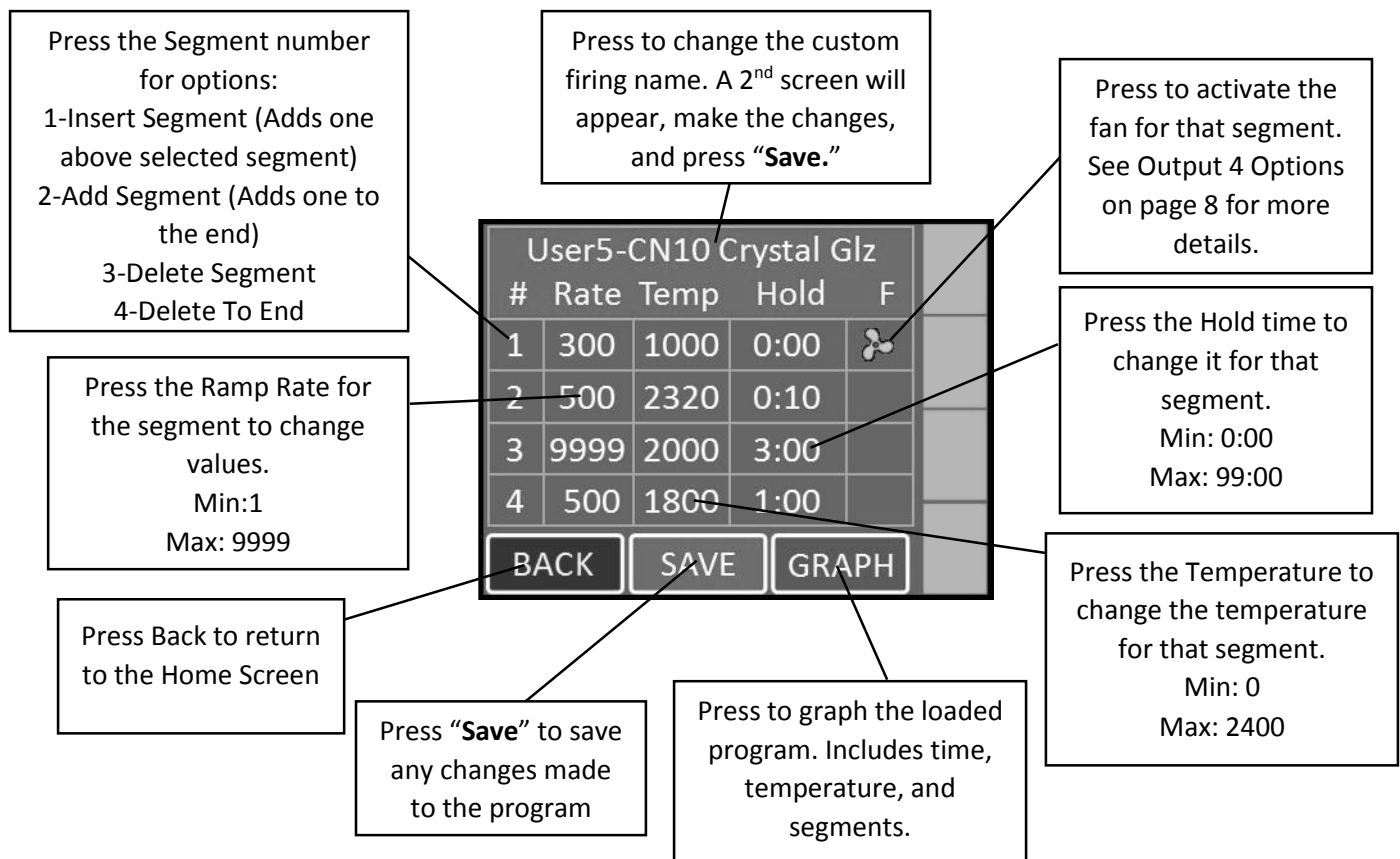 Press the Segment number
for options:
1-Insert Segment (Adds one
above selected segment)
2-Add Segment (Adds one to
the end)
3-Delete Segment
4-Delete To End
Press to change the custom
firing name. A 2nd screen will
appear, make the changes,
and press “Save.”
Press to activate the
fan for that segment.
See Output 4 Options
on page 8 for more
details.
Press the Ramp Rate for
the segment to change
values.
Min:1
Max: 9999
User5-CN10 Crystal Glz
# Rate Temp Hold F
1 300 1000 0:00
2 500 2320 0:10
3 9999 2000 3:00
4 500 1800 1:00
BACK SAVE GRAPH
Press the Hold time to
change it for that
segment.
Min: 0:00
Max: 99:00
Press Back to return
to the Home Screen
Press “Save” to save
any changes made
to the program
Press to graph the loaded
program. Includes time,
temperature, and
segments.
Press the Temperature to
change the temperature
for that segment.
Min: 0
Max: 2400